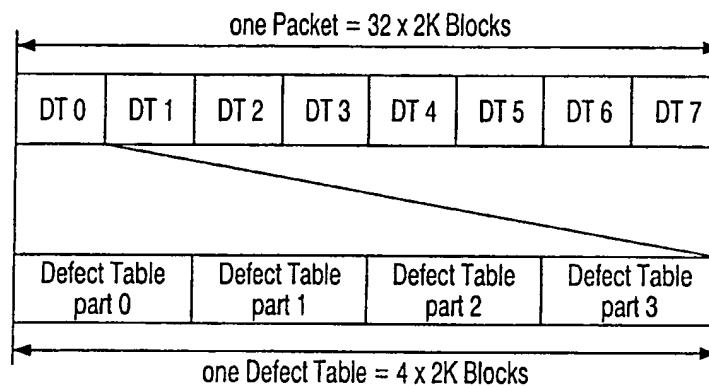 one Packet = 32 x 2K Blocks
DT 0 DT 1 DT 2 DT 3 DT 4 DT 5 DT 6 DT 7
Defect Table Defect Table Defect Table Defect Table
part 0 part 1 part 2 part 3
one Defect Table = 4 x 2K Blocks